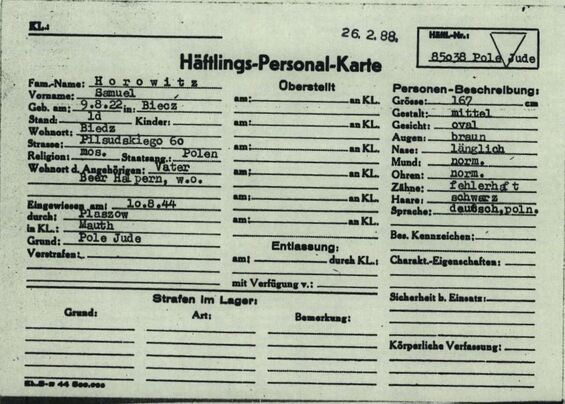 KL.:
26.2.88.
Häftl.-Nr.:
85038 Pole Jude
Häftlings-Personal-Karte
Fam.-Name: Horowitz
Vorname: Samuel
Geb. am: 9.8.22 in: Biecz
Stand: ld Kinder:
Wohnort: Biedz
Strasse: Pilsudskiego 60
Religion: mos. Staatsang.: Polen
Wohnort d. Angehörigen: Vater
Beer Halpern, w.o.
Eingewiesen am: 10.8.44
durch: Plaszow
in KL.: Mauth
Grund: Pole Jude
Vorstrafen:
Überstellt
am: an KL.
am: an KL.
am: an KL.
am: an KL.
am: an KL.
am: an KL.
Entlassung:
am: durch KL.:
mit Verfügung v.:
Personen-Beschreibung:
Grösse: 167 cm
Gestalt: mittel
Gesicht: oval
Augen: braun
Nase: länglich
Mund: norm.
Ohren: norm.
Zähne: fehlerhaft
Haare: schwarz
Sprache: deutsch,poln.
Bes. Kennzeichen:
Charakt.-Eigenschaften:
Sicherheit b. Einsatz:
Körperliche Verfassung:
Strafen im Lager:
Grund: Art: Bemerkung:
44 500.000